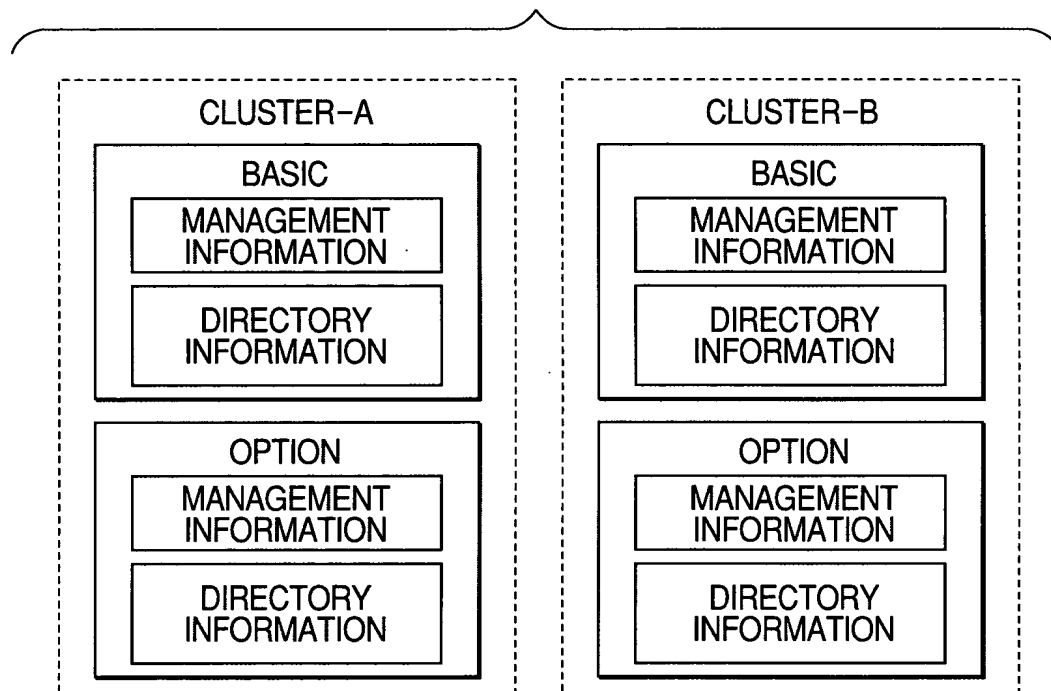 CLUSTER-A
BASIC
MANAGEMENT
INFORMATION
DIRECTORY
INFORMATION
OPTION
MANAGEMENT
INFORMATION
DIRECTORY
INFORMATION
CLUSTER-B
BASIC
MANAGEMENT
INFORMATION
DIRECTORY
INFORMATION
OPTION
MANAGEMENT
INFORMATION
DIRECTORY
INFORMATION